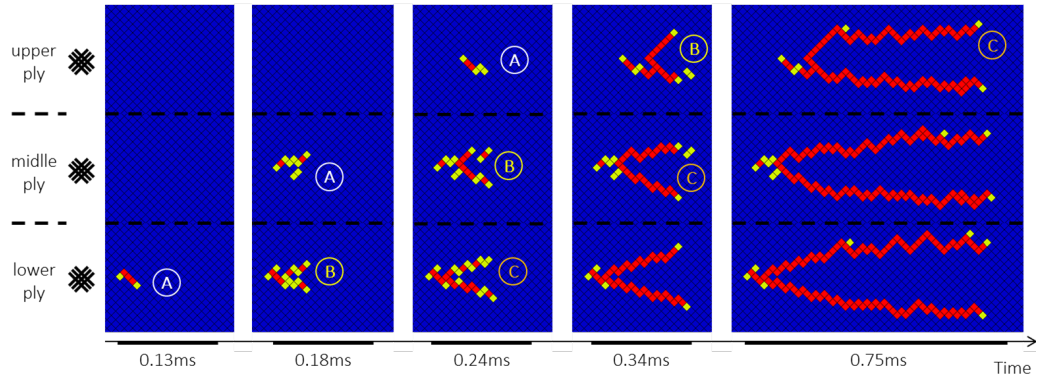 upper
ply
A
B
C
midlle
ply
A
B
C
lower
ply
A
B
C
0.13ms
0.18ms
0.24ms
0.34ms
0.75ms
Time